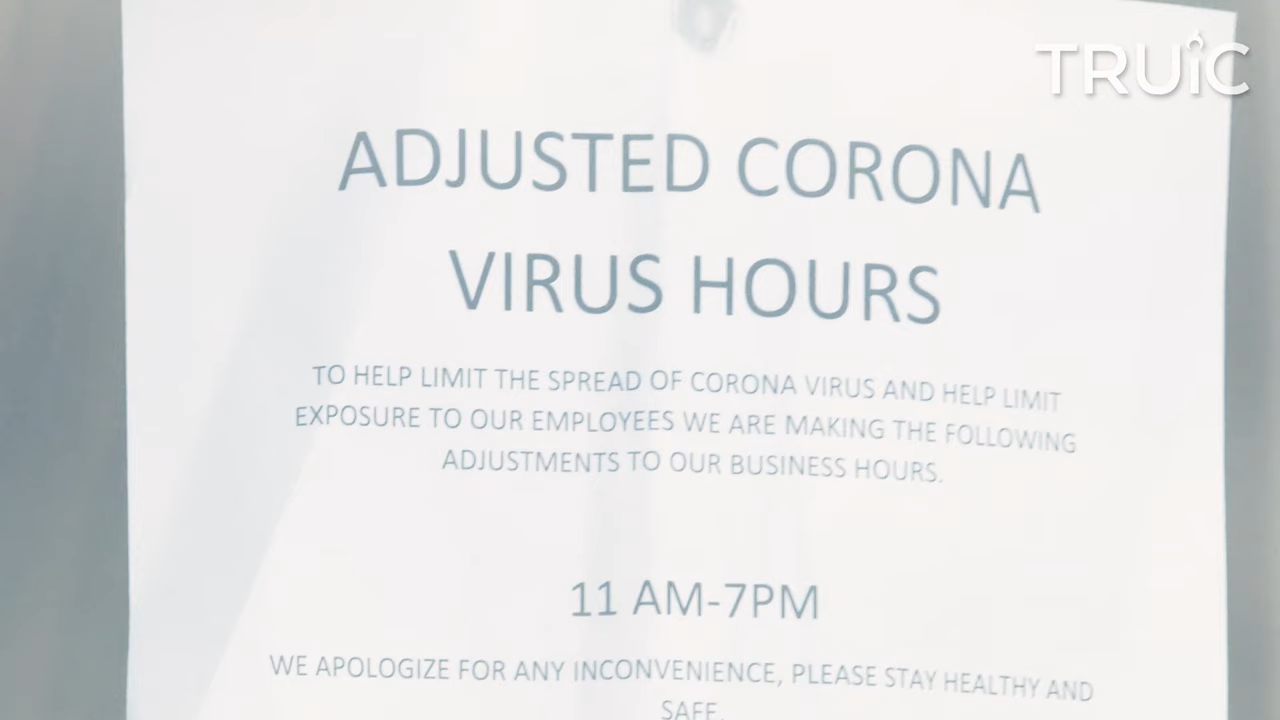 TRUiC
ADJUSTED CORONA
VIRUS HOURS
TO HELP LIMIT THE SPREAD OF CORONA VIRUS AND HELP LIMIT
EXPOSURE TO OUR EMPLOYEES WE ARE MAKING THE FOLLOWING
ADJUSTMENTS TO OUR BUSINESS HOURS.
11 AM-7PM
WE APOLOGIZE FOR ANY INCONVENIENCE, PLEASE STAY HEALTHY AND
SAFE.